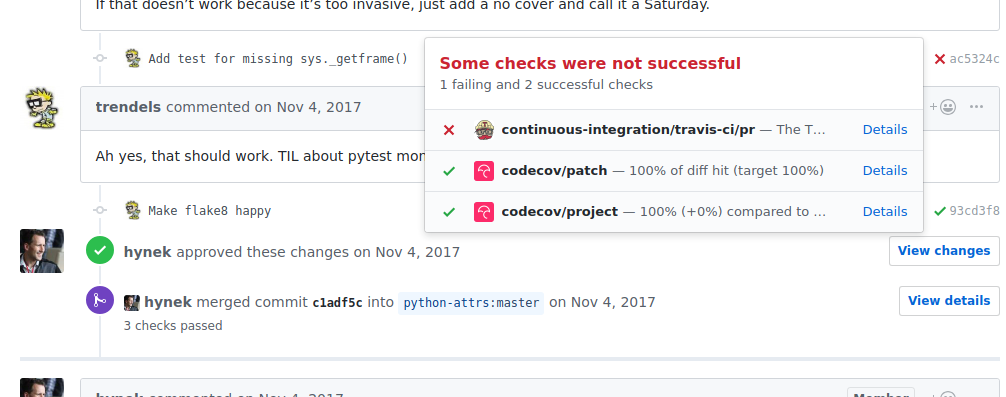 If that doesn't work because it's too invasive, just add a no cover and call it a Saturday.
Add test for missing sys._getframe()
ac5324c
Some checks were not successful
1 failing and 2 successful checks
continuous-integration/travis-ci/pr — The T…
Details
codecov/patch — 100% of diff hit (target 100%)
Details
codecov/project — 100% (+0%) compared to …
Details
trendels commented on Nov 4, 2017
Ah yes, that should work. TIL about pytest
Make flake8 happy
93cd3f8
hynek approved these changes on Nov 4, 2017
View changes
hynek merged commit c1adf5c into python-attrs:master on Nov 4, 2017
View details
3 checks passed
hynek commented on Nov 4, 2017
Member